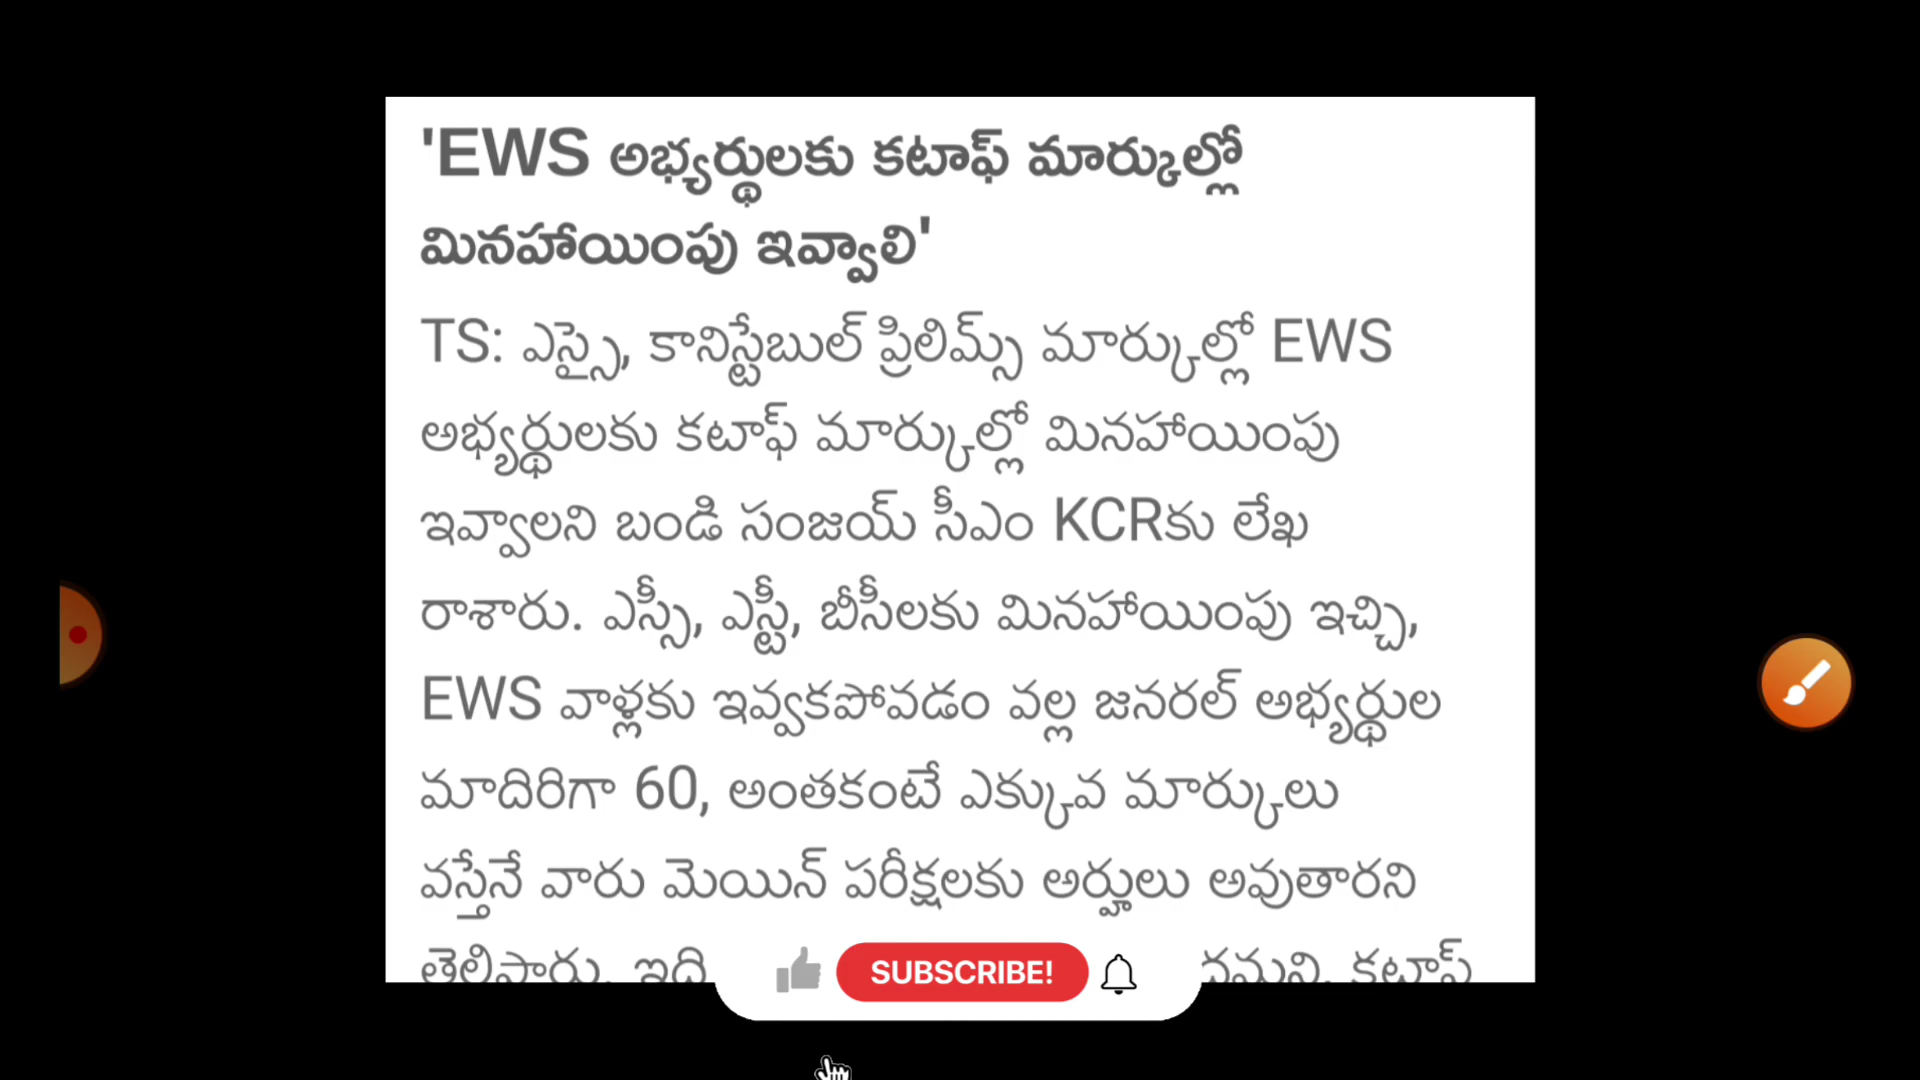 'EWS అభ్యర్థులకు కటాఫ్ మార్కుల్లో
మినహాయింపు ఇవ్వాలి'
TS: ఎస్సై, కానిస్టేబుల్ ప్రిలిమ్స్ మార్కుల్లో EWS
అభ్యర్థులకు కటాఫ్ మార్కుల్లో మినహాయింపు
ఇవ్వాలని బండి సంజయ్ సీఎం KCRకు లేఖ
రాశారు. ఎస్సీ, ఎస్టీ, బీసీలకు మినహాయింపు ఇచ్చి,
EWS వాళ్లకు ఇవ్వకపోవడం వల్ల జనరల్ అభ్యర్థుల
మాదిరిగా 60, అంతకంటే ఎక్కువ మార్కులు
వస్తేనే వారు మెయిన్ పరీక్షలకు అర్హులు అవుతారని
తెలిపారు. ఇది కటాఫ్
SUBSCRIBE!